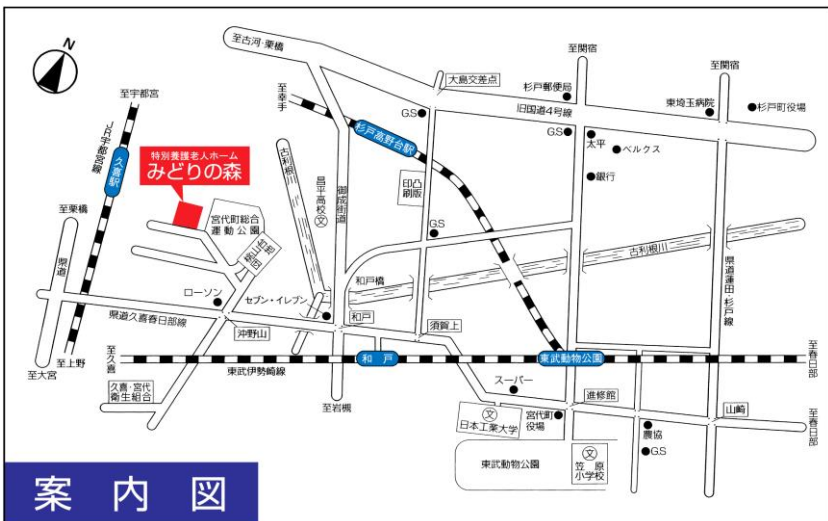 N
至古河・栗橋
至関宿
至関宿
大島交差点
杉戸郵便局
東埼玉病院
杉戸町役場
至宇都宮
至幸手
G.S
旧国道4号線
G.S
太平
ベルクス
JR宇都宮線
久喜駅
特別養護老人ホーム
みどりの森
古利根川
杉戸高野台駅
昌平高校
文
御成街道
凸版
印刷
銀行
至栗橋
宮代町総合
運動公園
G.S
古利根川
県道
和戸橋
県道蓮田・杉戸線
ローソン
セブン・イレブン
県道久喜春日部線
沖野山
和戸
須賀上
至上野
至大宮
至久喜
東武伊勢崎線
和戸
東武動物公園
至春日部
久喜・宮代
衛生組合
至岩槻
スーパー
進修館
山崎
文
日本工業大学
宮代町
役場
至春日部
農協
G.S
東武動物公園
文
笠原
小学校
案内図